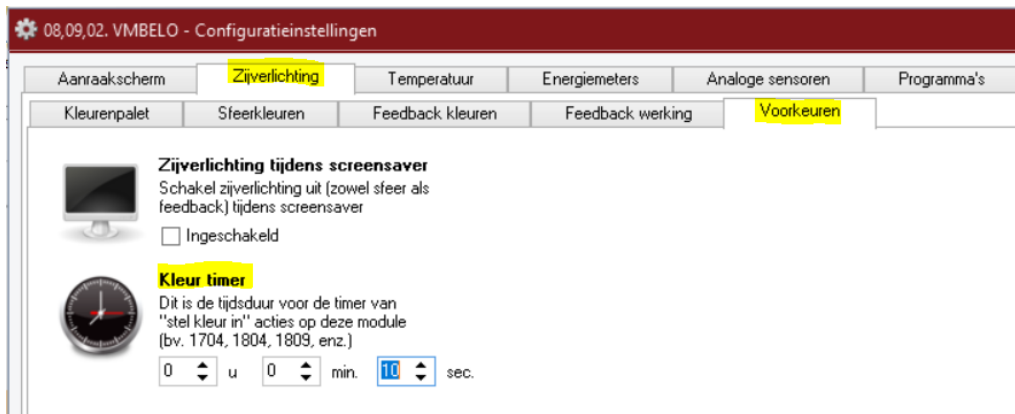 08,09,02. VMBELO - Configuratieinstellingen
Aanraakscherm Zijverlichting Temperatuur Energiemeters Analoge sensoren Programma's
Kleurenpalet Sfeerkleuren Feedback kleuren Feedback werking Voorkeuren
Zijverlichting tijdens screensaver
Schakel zijverlichting uit (zowel sfeer als
feedback) tijdens screensaver
Ingeschakeld
Kleur timer
Dit is de tijdsduur voor de timer van
"stel kleur in" acties op deze module
(bv. 1704, 1804, 1809, enz.)
0 u 0 min. 10 sec.